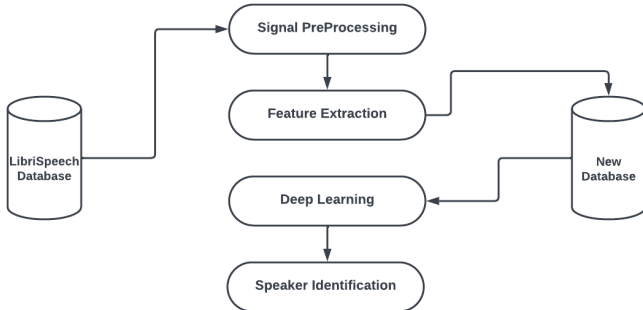 Signal PreProcessing
Feature Extraction
LibriSpeech
Database
New
Database
Deep Learning
Speaker Identification